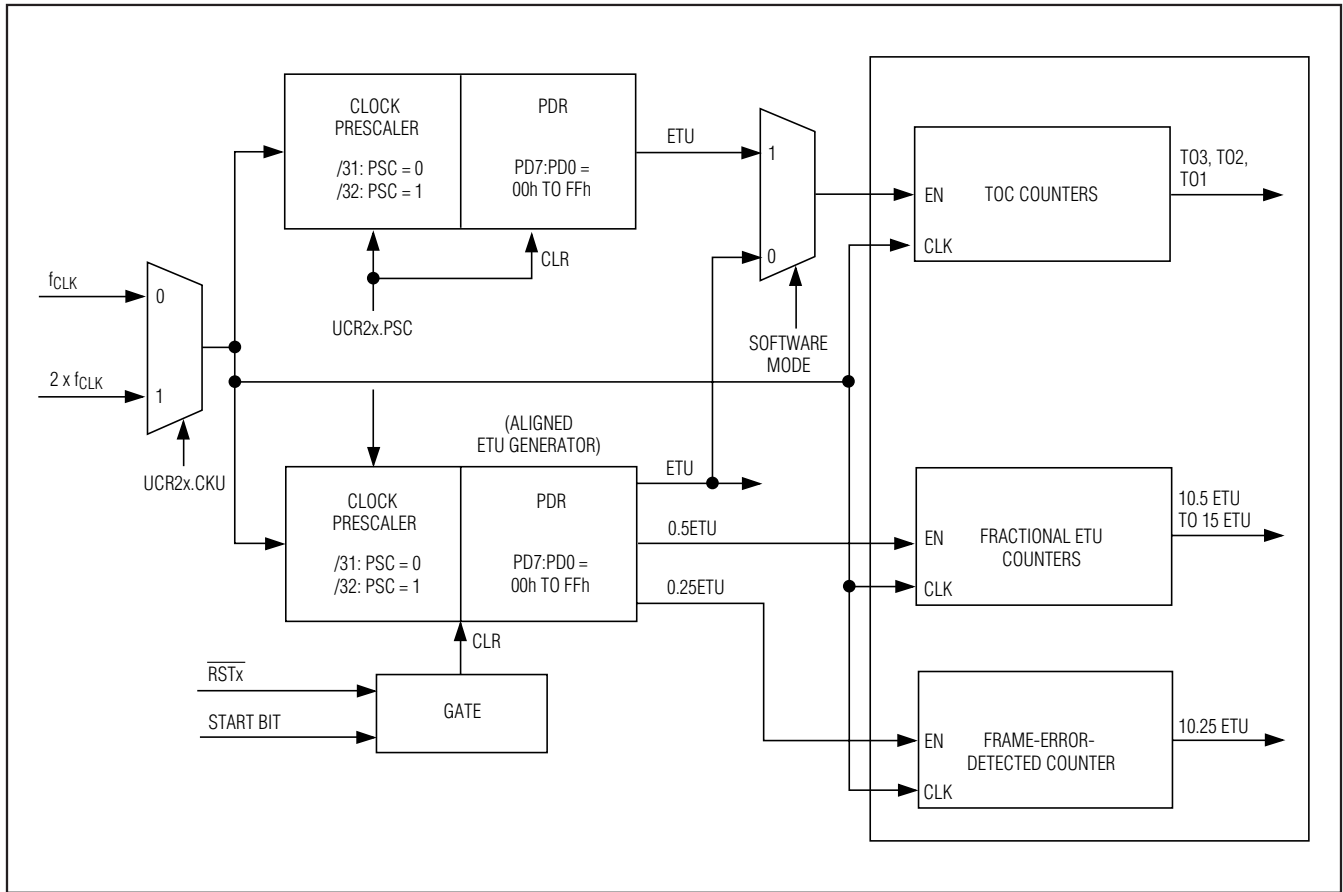 CLOCK
PRESCALER
/31: PSC = 0
/32: PSC = 1
PDR
PD7:PD0 =
00h TO FFh
ETU
CLR
UCR2x.PSC
1
0
SOFTWARE
MODE
EN
TOC COUNTERS
CLK
TO3, TO2,
TO1
fCLK
0
2 x fCLK
1
UCR2x.CKU
(ALIGNED
ETU GENERATOR)
CLOCK
PRESCALER
/31: PSC = 0
/32: PSC = 1
PDR
PD7:PD0 =
00h TO FFh
ETU
0.5ETU
0.25ETU
CLR
RSTx
START BIT
GATE
EN
FRACTIONAL ETU
COUNTERS
CLK
10.5 ETU
TO 15 ETU
EN
FRAME-ERROR-
DETECTED COUNTER
CLK
10.25 ETU